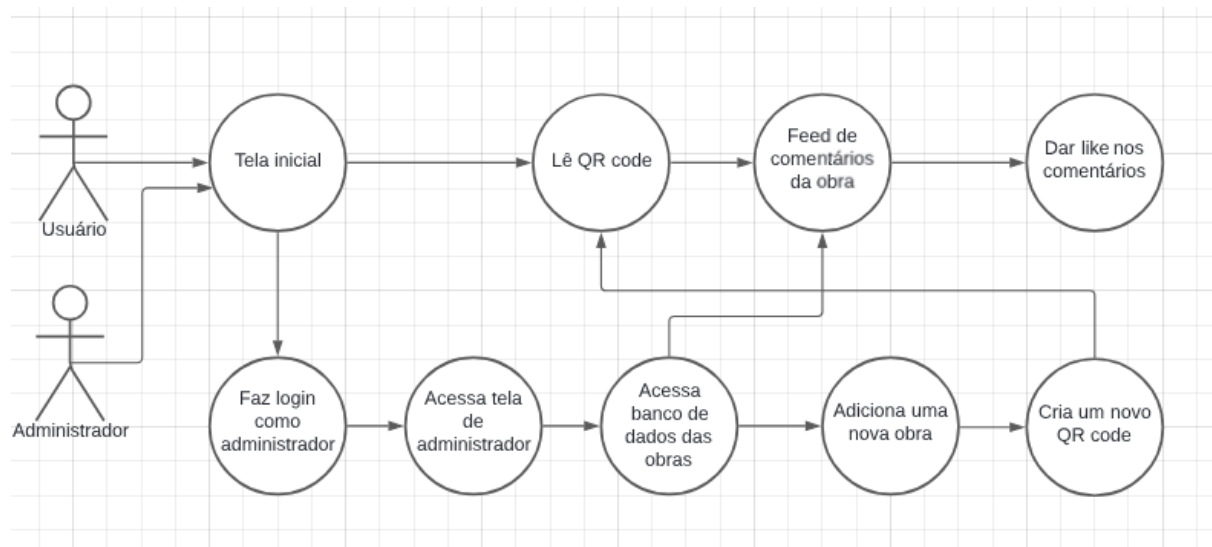 Usuário
Administrador
Tela inicial
Lê QR code
Feed de
comentários
da obra
Dar like nos
comentários
Faz login
como
administrador
Acessa tela
de
administrador
Acessa
banco de
dados das
obras
Adiciona uma
nova obra
Cria um novo
QR code